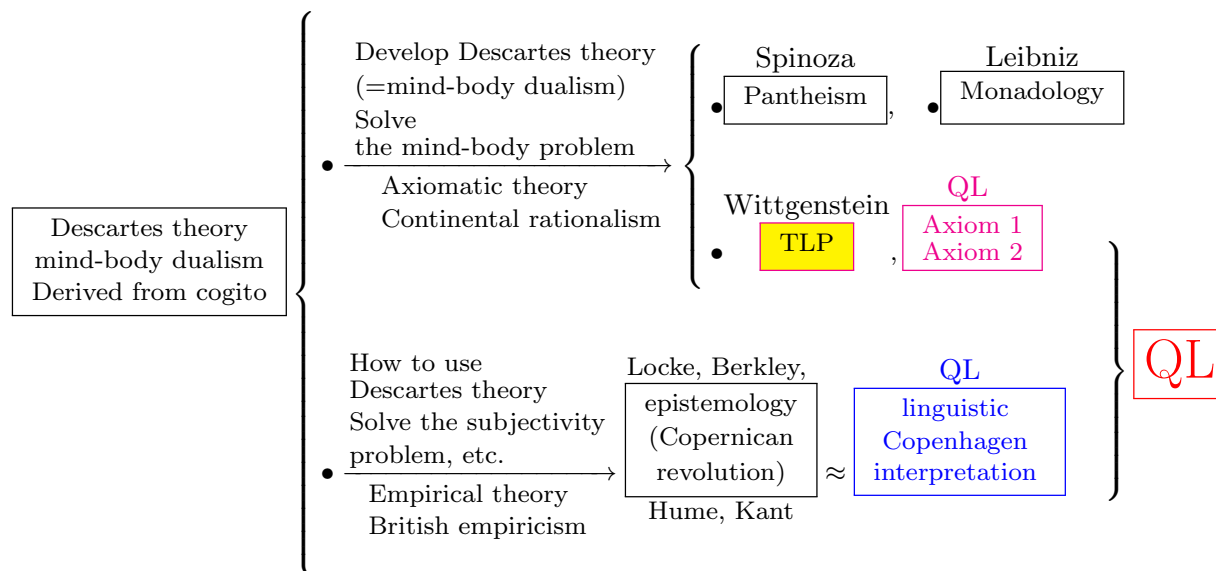 Descartes theory
mind-body dualism
Derived from cogito
• Develop Descartes theory
(=mind-body dualism)
Solve
the mind-body problem
Axiomatic theory
Continental rationalism
Spinoza
• Pantheism,
Leibniz
• Monadology
Wittgenstein
• TLP ,
QL
Axiom 1
Axiom 2
• How to use
Descartes theory
Solve the subjectivity
problem, etc.
Empirical theory
British empiricism
Locke, Berkley,
epistemology
(Copernican
revolution)
Hume, Kant
≈
QL
linguistic
Copenhagen
interpretation
QL